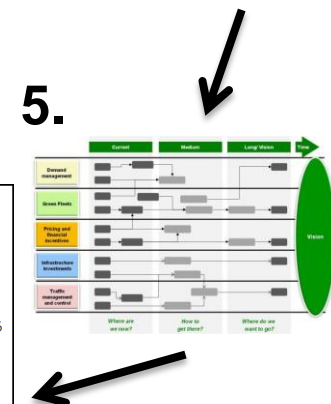 5.
Current Medium Long/ Vision Time
Demand
management
Green Fleets
Pricing and
financial
incentives
Infrastructure
investments
Traffic
management
and control
Vision
Where are
we now?
How to
get there?
Where do we
want to go?
s